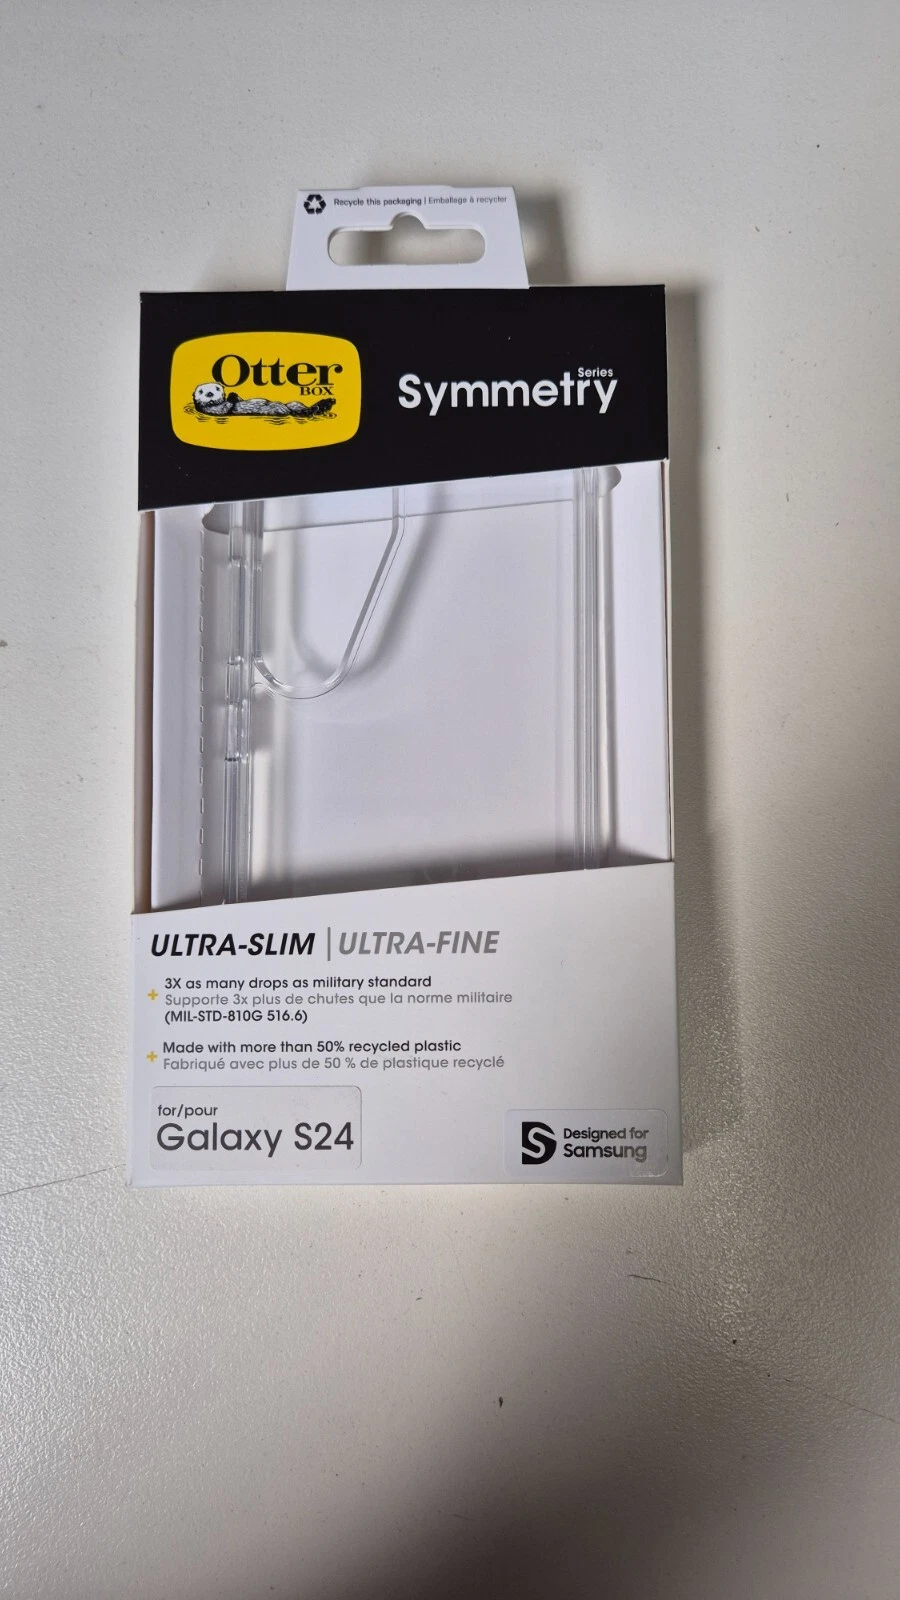 Recycle this packaging | Emballage à recycler
Otter
BOX
Series
Symmetry
ULTRA-SLIM | ULTRA-FINE
+ 3X as many drops as military standard
Supporte 3x plus de chutes que la norme militaire
(MIL-STD-810G 516.6)
+ Made with more than 50% recycled plastic
Fabriqué avec plus de 50 % de plastique recyclé
for/pour
Galaxy S24
Designed for
Samsung